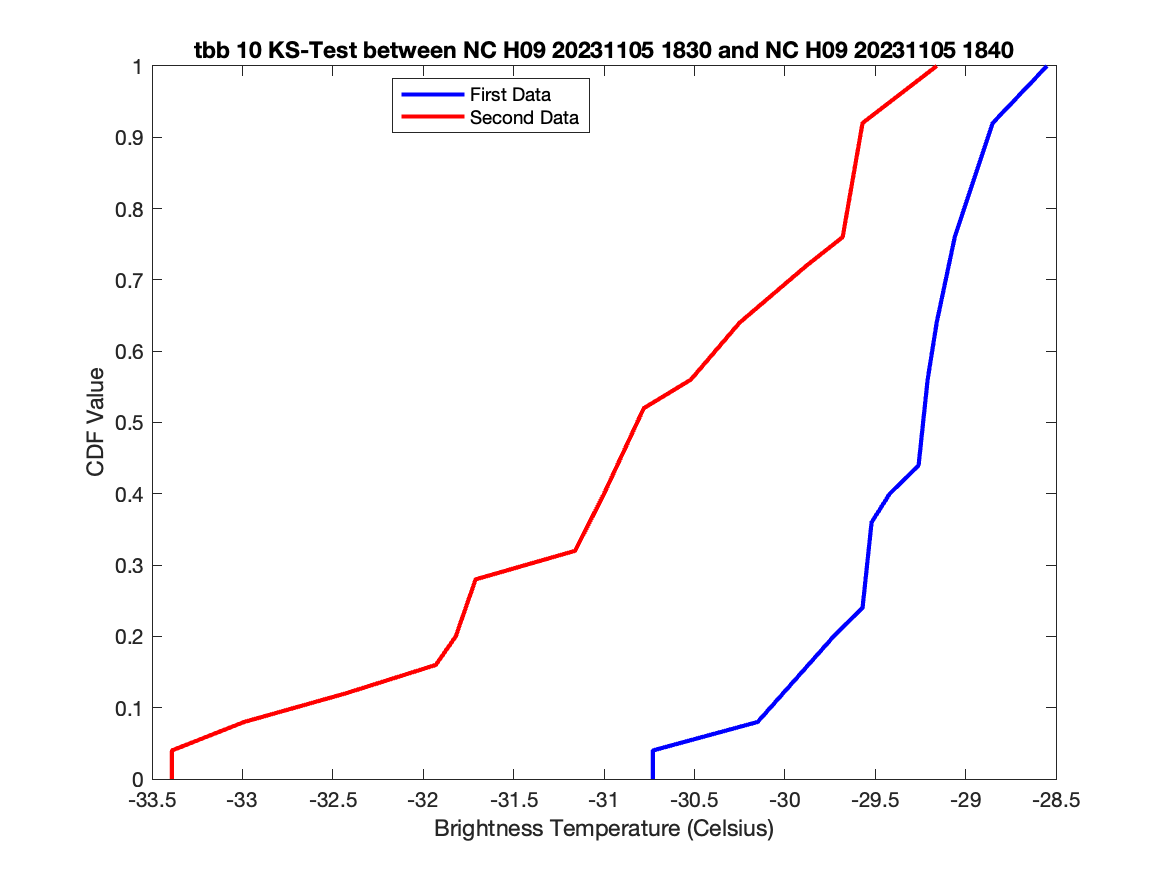 tbb 10 KS-Test between NC H09 20231105 1830 and NC H09 20231105 1840
First Data
Second Data
CDF Value
1
0.9
0.8
0.7
0.6
0.5
0.4
0.3
0.2
0.1
0
-33.5 -33 -32.5 -32 -31.5 -31 -30.5 -30 -29.5 -29 -28.5
Brightness Temperature (Celsius)